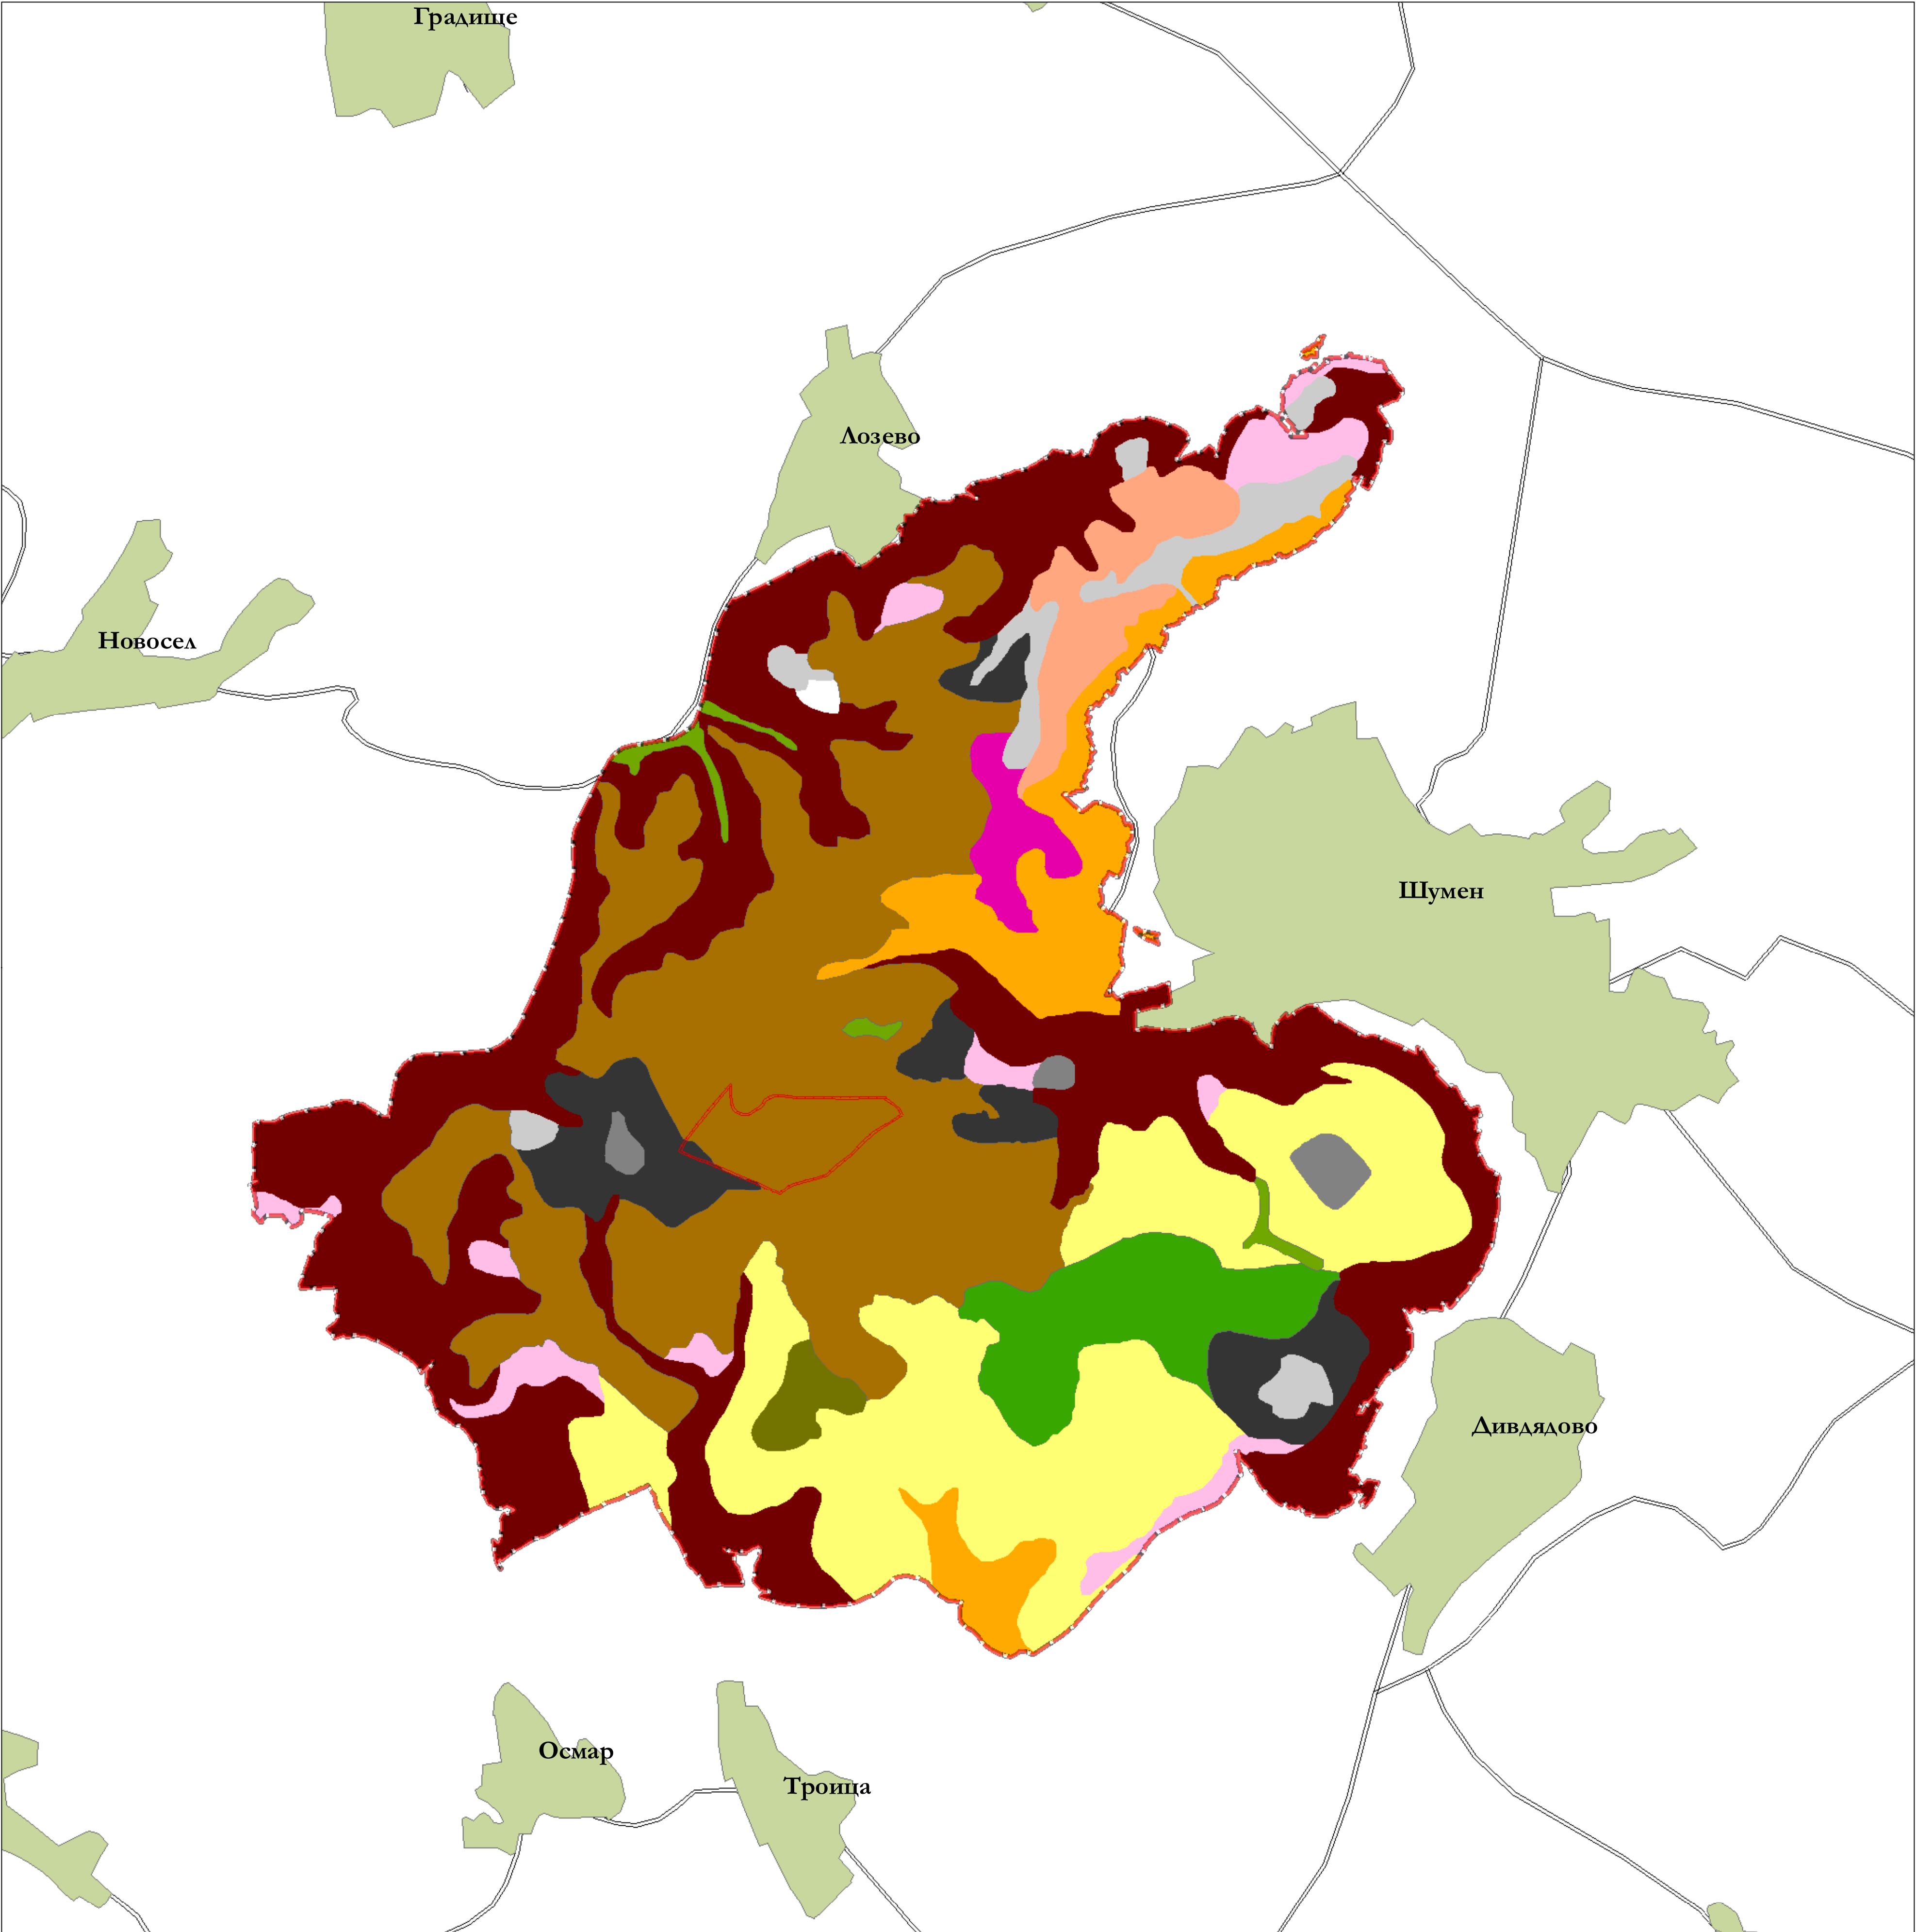 Градище
Лозево
Новосел
Шумен
Дивдядово
Осмар
Троица